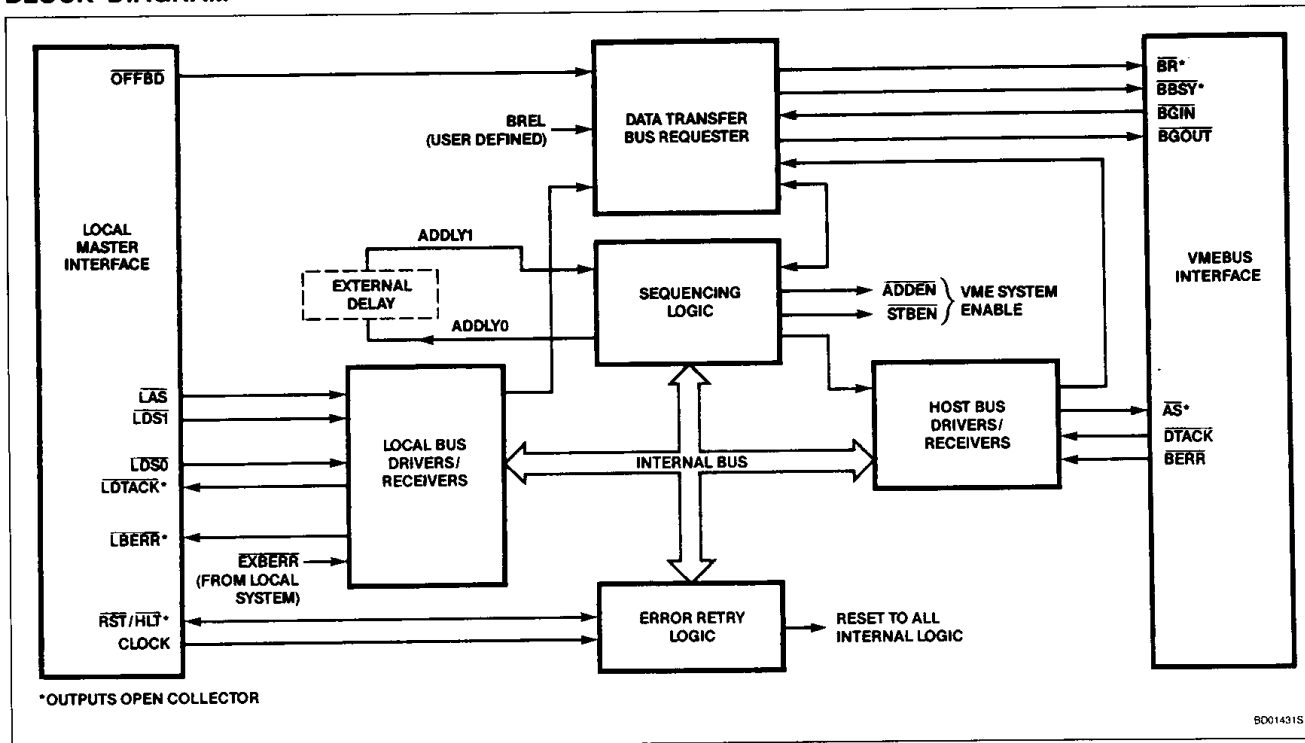 BLOCK DIAGRAM
LOCAL
MASTER
INTERFACE
OFFBD
LAS
LDS1
LDS0
LDTACK*
LBERR*
RST/HLT*
CLOCK
BREL
(USER DEFINED)
DATA TRANSFER
BUS REQUESTER
ADDLY1
EXTERNAL
DELAY
ADDLY0
SEQUENCING
LOGIC
ADDEN
STBEN
VME SYSTEM
ENABLE
LOCAL BUS
DRIVERS/
RECEIVERS
EXBERR
(FROM LOCAL
SYSTEM)
INTERNAL BUS
HOST BUS
DRIVERS/
RECEIVERS
ERROR RETRY
LOGIC
RESET TO ALL
INTERNAL LOGIC
BR*
BBSY*
BGIN
BGOUT
VMEBUS
INTERFACE
AS*
DTACK
BERR
*OUTPUTS OPEN COLLECTOR
BD01431S